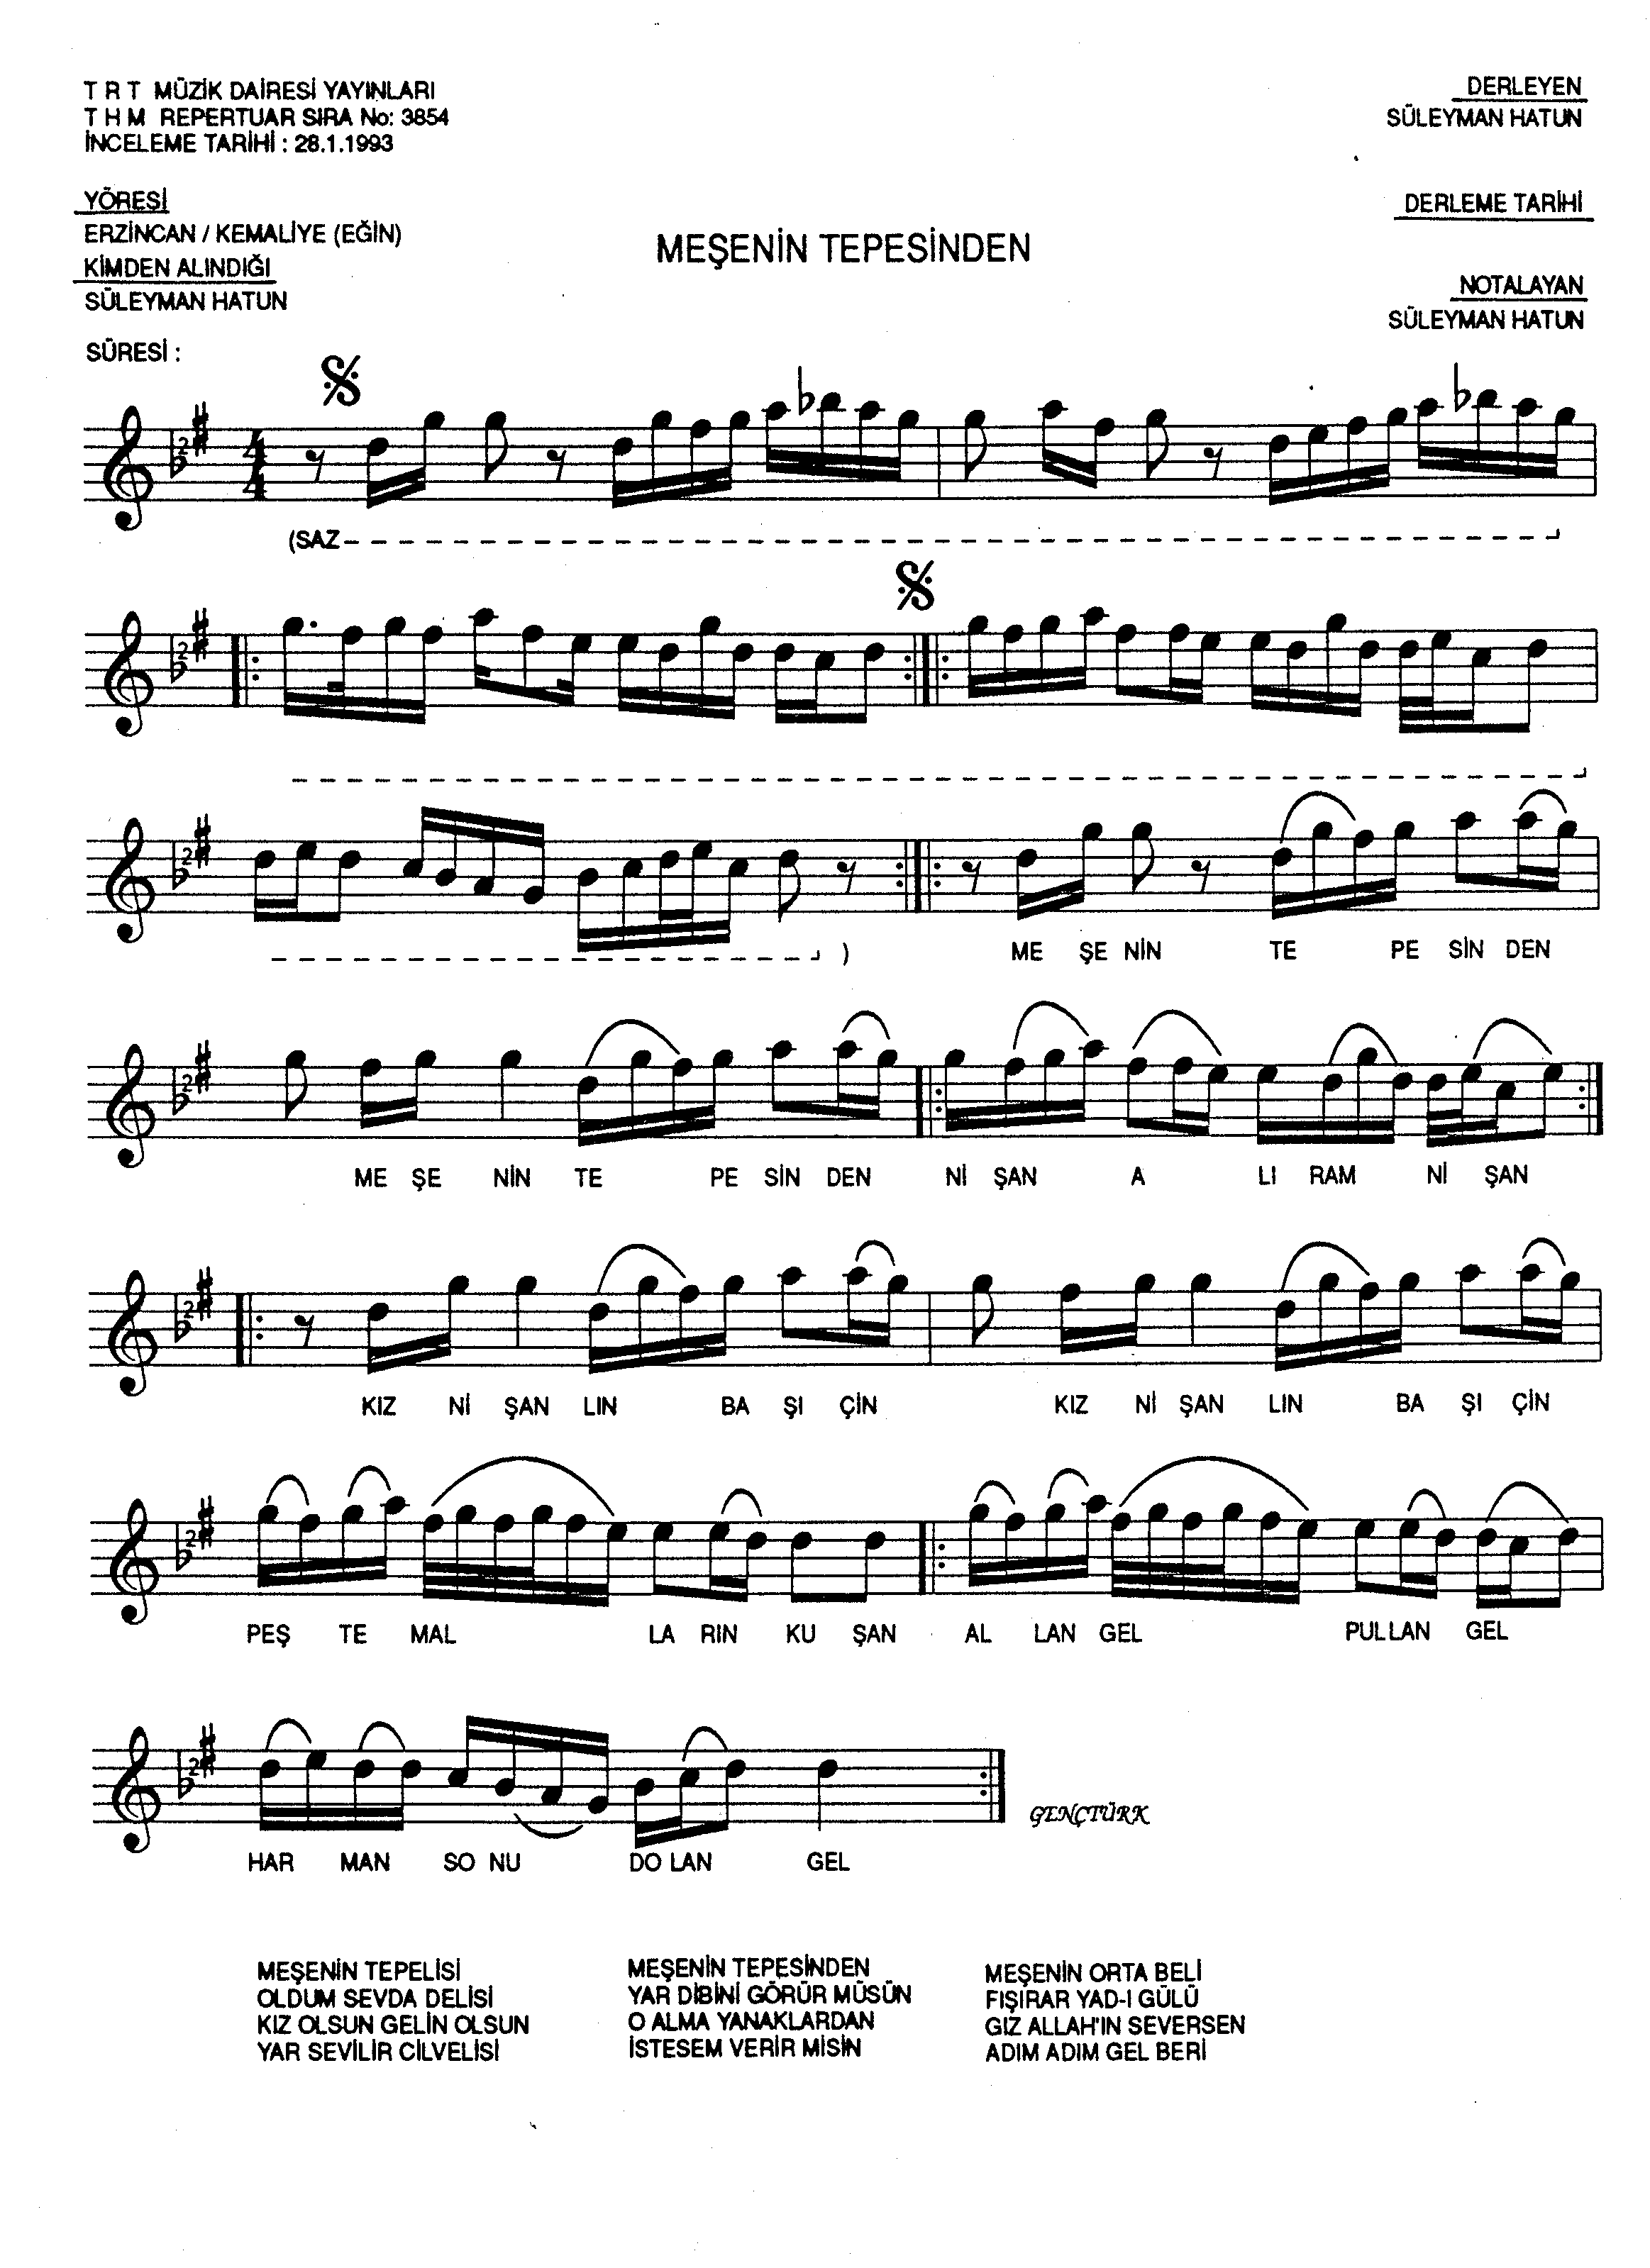 T R T MÜZİK DAİRESİ YAYINLARI
T H M REPERTUAR SIRA No: 3854
İNCELEME TARİHİ : 28.1.1993
DERLEYEN
SÜLEYMAN HATUN
YÖRESİ
ERZİNCAN / KEMALİYE (EĞİN)
KİMDEN ALINDIĞI
SÜLEYMAN HATUN
SÜRESİ :
MEŞENİN TEPESİNDEN
DERLEME TARİHİ
NOTALAYAN
SÜLEYMAN HATUN
(SAZ
)
ME ŞE NİN TE PE SİN DEN
ME ŞE NİN TE PE SİN DEN Nİ ŞAN A LI RAM Nİ ŞAN
KIZ Nİ ŞAN LIN BA ŞI ÇİN KIZ Nİ ŞAN LIN BA ŞI ÇİN
PEŞ TE MAL LA RIN KU ŞAN AL LAN GEL PUL LAN GEL
HAR MAN SO NU DO LAN GEL
GENÇTÜRK
MEŞENİN TEPELİSİ
OLDUM SEVDA DELİSİ
KIZ OLSUN GELİN OLSUN
YAR SEVİLİR CİLVELİSİ
MEŞENİN TEPESİNDEN
YAR DİBİNİ GÖRÜR MÜSÜN
O ALMA YANAKLARDAN
İSTESEM VERİR MİSİN
MEŞENİN ORTA BELİ
FIŞIRAR YAD-I GÜLÜ
GIZ ALLAH'IN SEVERSEN
ADIM ADIM GEL BERİ